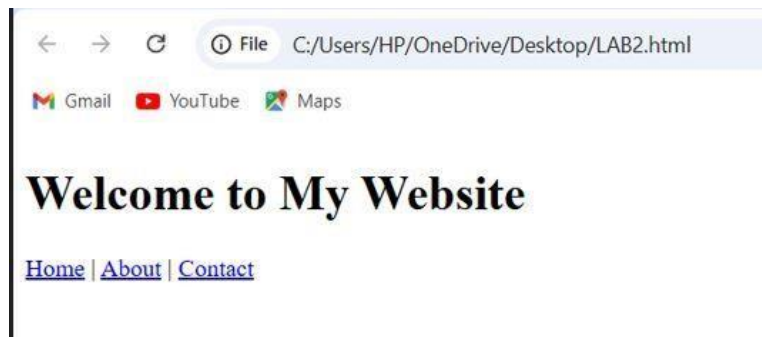 File C:/Users/HP/OneDrive/Desktop/LAB2.html
Gmail YouTube Maps
Welcome to My Website
Home | About | Contact